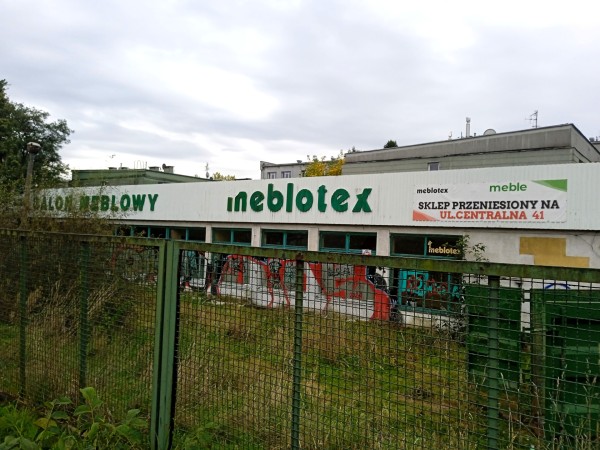 SALON MEBLOWY
meblotex
meblotex meble
SKLEP PRZENIESIONY NA
UL.CENTRALNA 41
meblotex